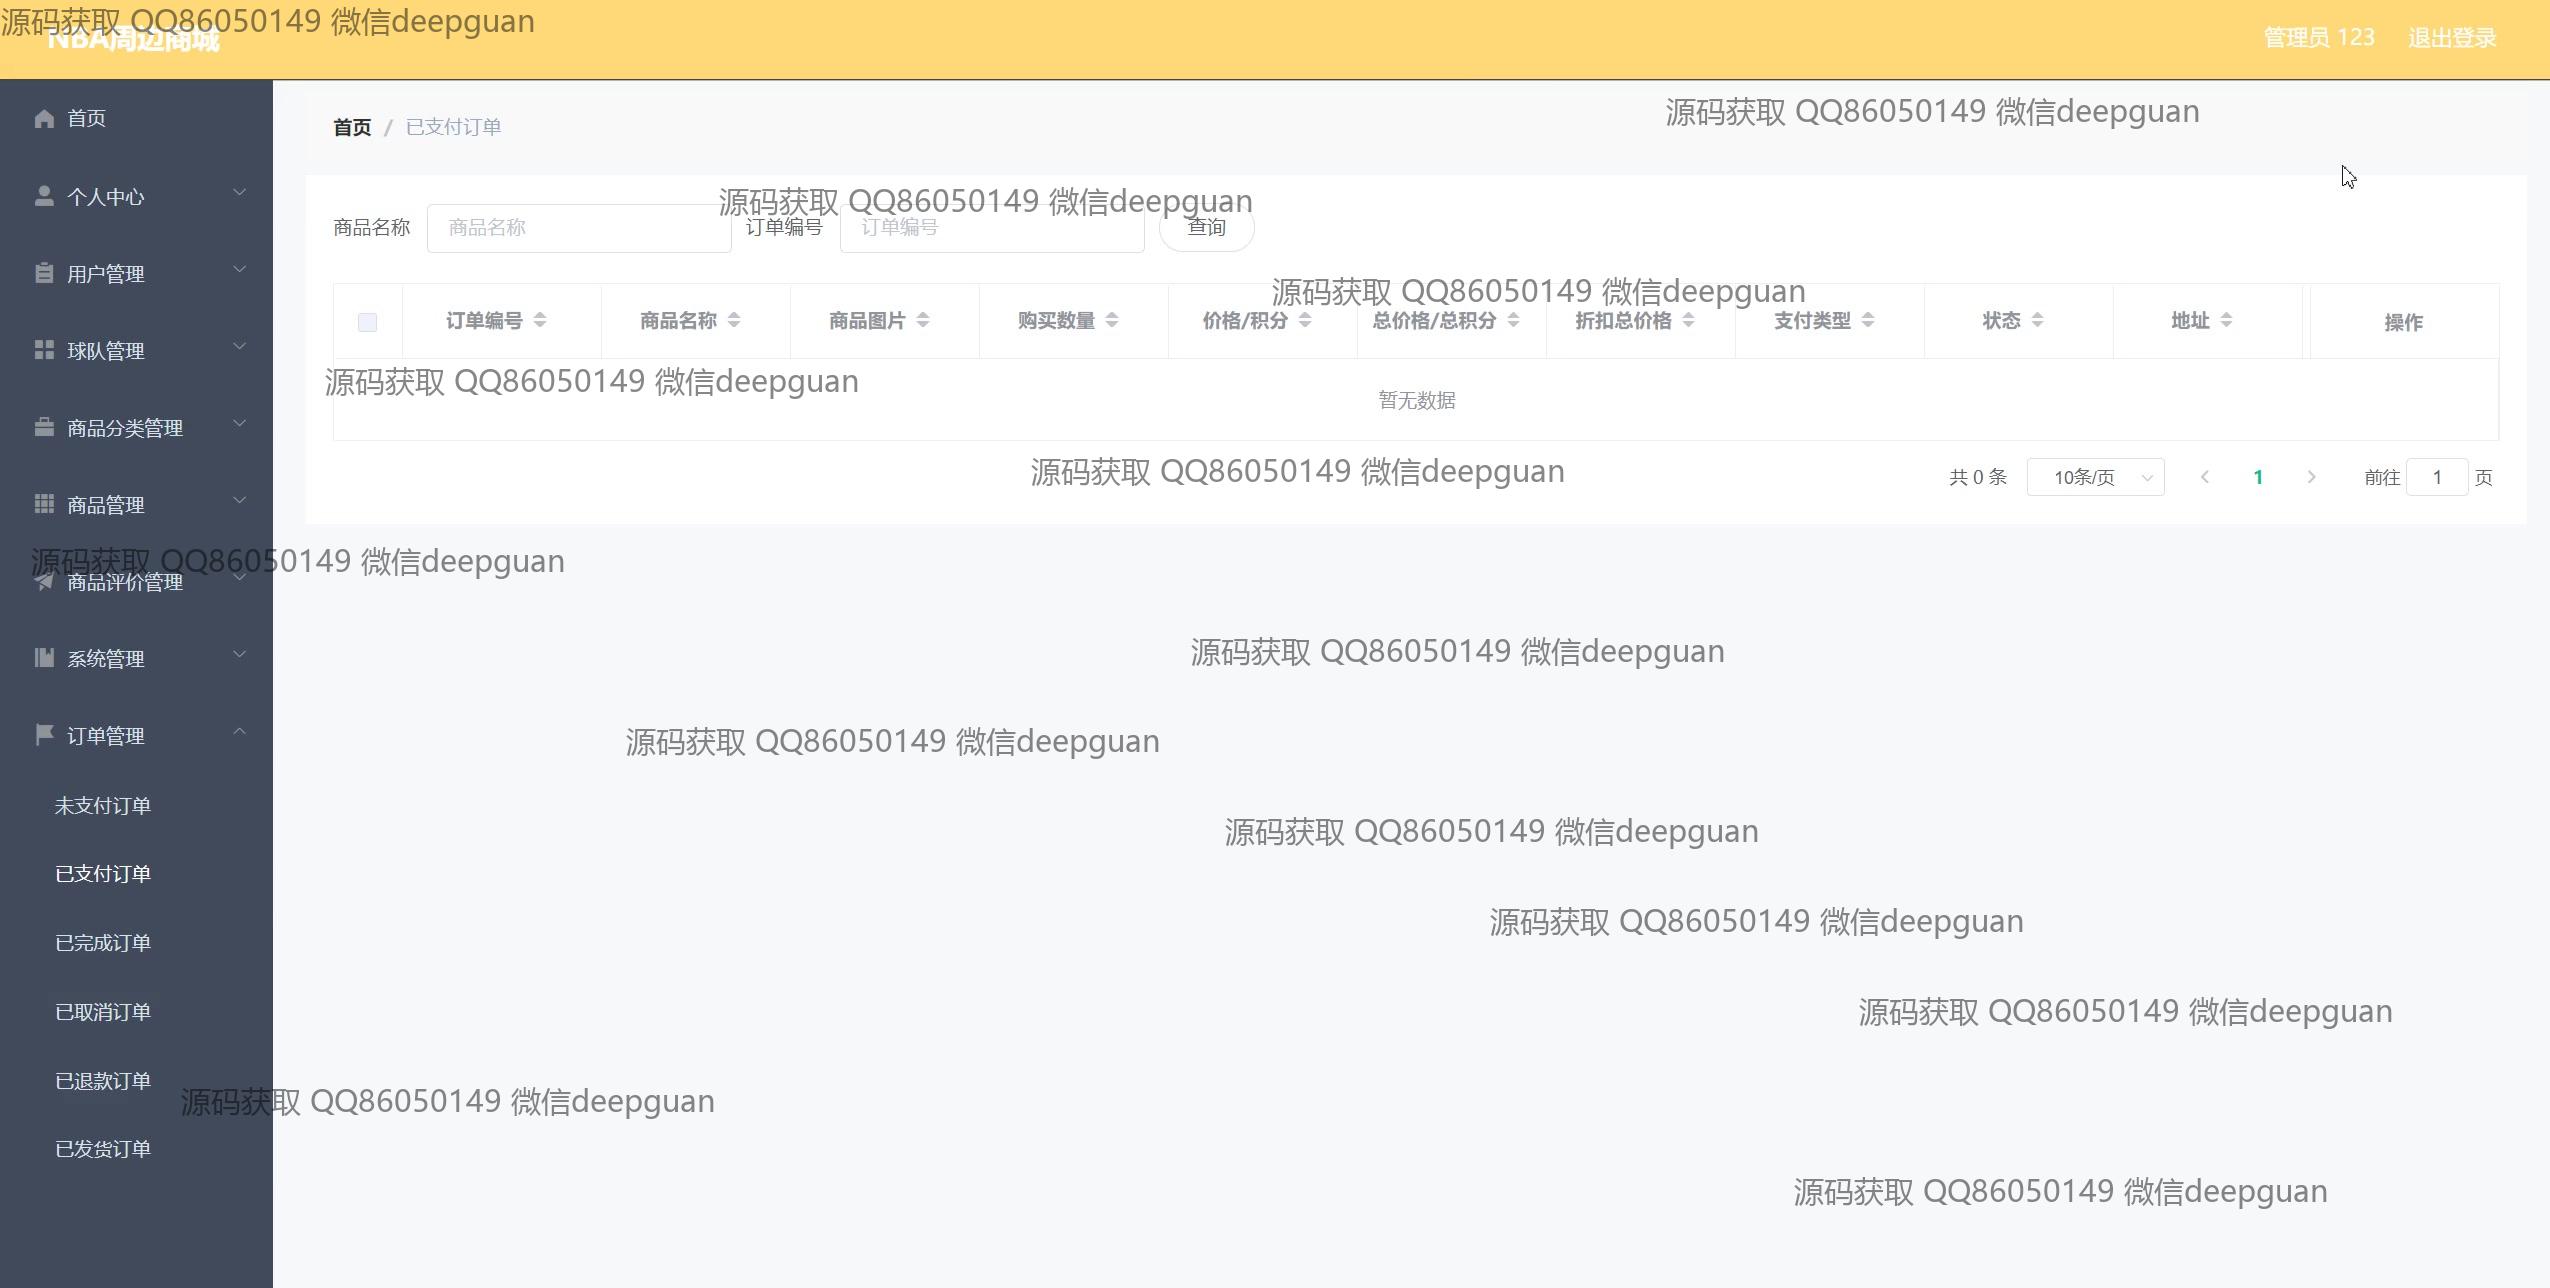 源码获取 QQ86050149 微信deepguan
NBA周边商城
管理员 123
退出登录
首页
个人中心
用户管理
球队管理
商品分类管理
商品管理
商品评价管理
系统管理
订单管理
未支付订单
已支付订单
已完成订单
已取消订单
已退款订单
已发货订单
首页 / 已支付订单
源码获取 QQ86050149 微信deepguan
源码获取 QQ86050149 微信deepguan
商品名称 商品名称 订单编号 订单编号 查询
源码获取 QQ86050149 微信deepguan
订单编号 商品名称 商品图片 购买数量 价格/积分 总价格/总积分 折扣总价格 支付类型 状态 地址 操作
源码获取 QQ86050149 微信deepguan
暂无数据
源码获取 QQ86050149 微信deepguan
共 0 条 10条/页 1 前往 1 页
源码获取 QQ86050149 微信deepguan
源码获取 QQ86050149 微信deepguan
源码获取 QQ86050149 微信deepguan
源码获取 QQ86050149 微信deepguan
源码获取 QQ86050149 微信deepguan
源码获取 QQ86050149 微信deepguan
源码获取 QQ86050149 微信deepguan
源码获取 QQ86050149 微信deepguan